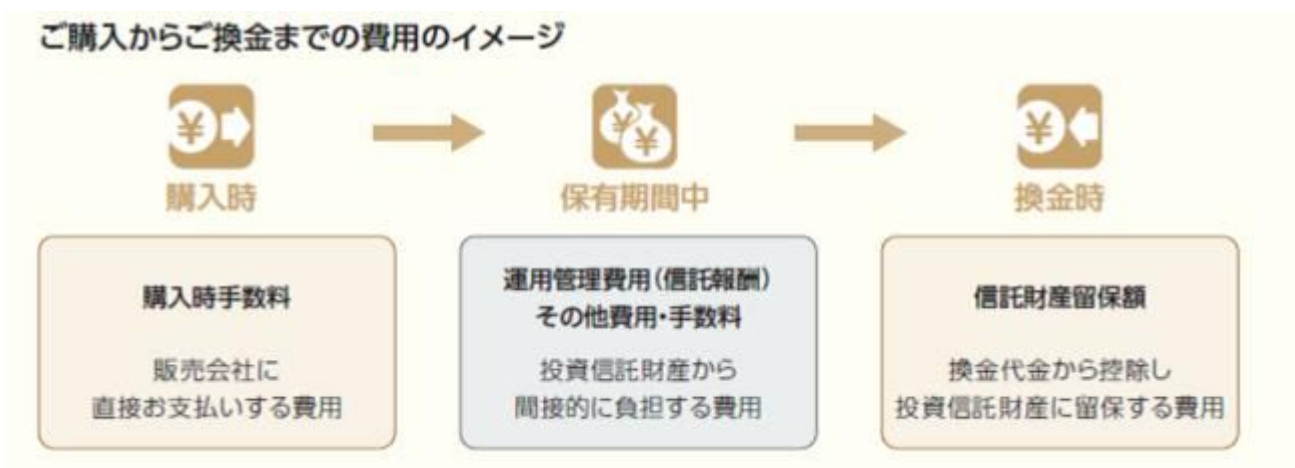 ご購入からご換金までの費用のイメージ
¥
購入時
購入時手数料
販売会社に
直接お支払いする費用
¥ ¥
保有期間中
運用管理費用(信託報酬)
その他費用・手数料
投資信託財産から
間接的に負担する費用
¥
換金時
信託財産留保額
換金代金から控除し
投資信託財産に留保する費用